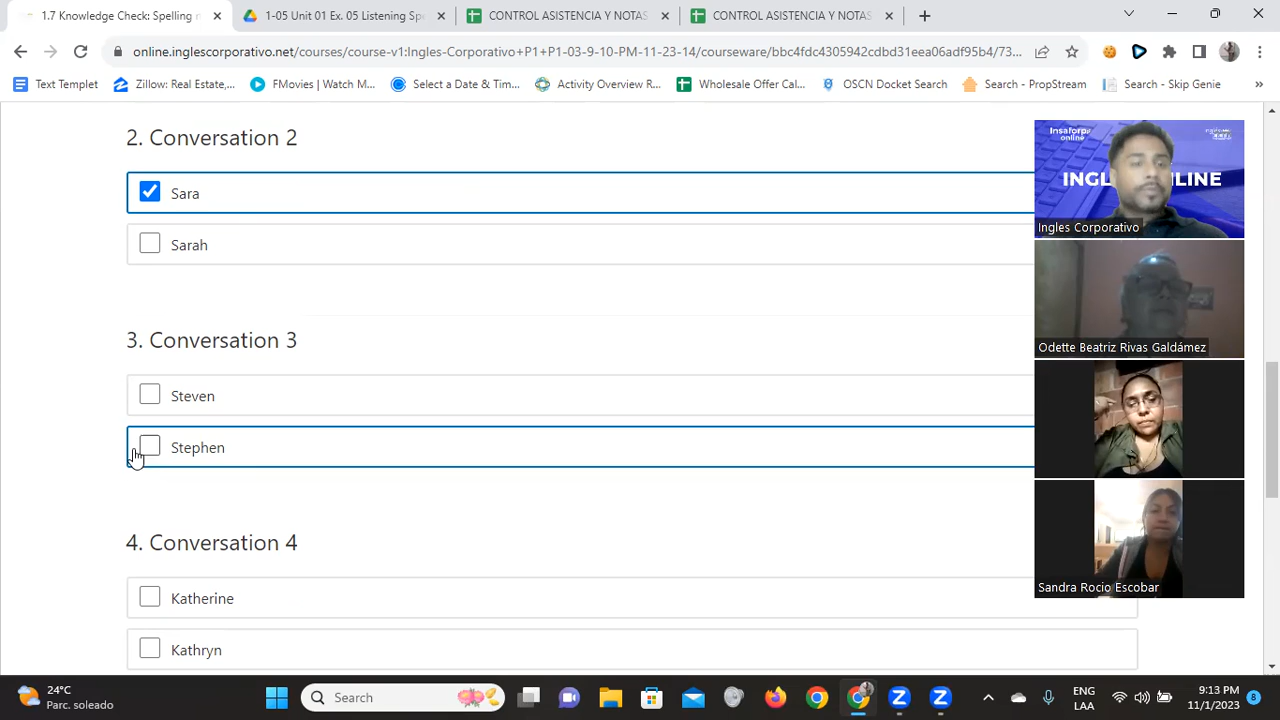 1.7 Knowledge Check: Spelling n
1-05 Unit 01 Ex. 05 Listening Sp
CONTROL ASISTENCIA Y NOTAS
CONTROL ASISTENCIA Y NOTAS
online.inglescorporativo.net/courses/course-v1:Ingles-Corporativo+P1+P1-03-9-10-PM-11-23-14/courseware/bbc4fdc4305942cdbd31eea06adf95b4/73...
Text Templet
Zillow: Real Estate,...
FMovies | Watch M...
Select a Date & Tim...
Activity Overview R...
Wholesale Offer Cal...
OSCN Docket Search
Search - PropStream
Search - Skip Genie
»
2. Conversation 2
Sara
Sarah
3. Conversation 3
Steven
Stephen
4. Conversation 4
Katherine
Kathryn
Insaforp
online
Ingles Corporativo
Odette Beatriz Rivas Galdámez
Sandra Rocio Escobar
24°C
Parc. soleado
Search
ENG
LAA
9:13 PM
11/1/2023
8